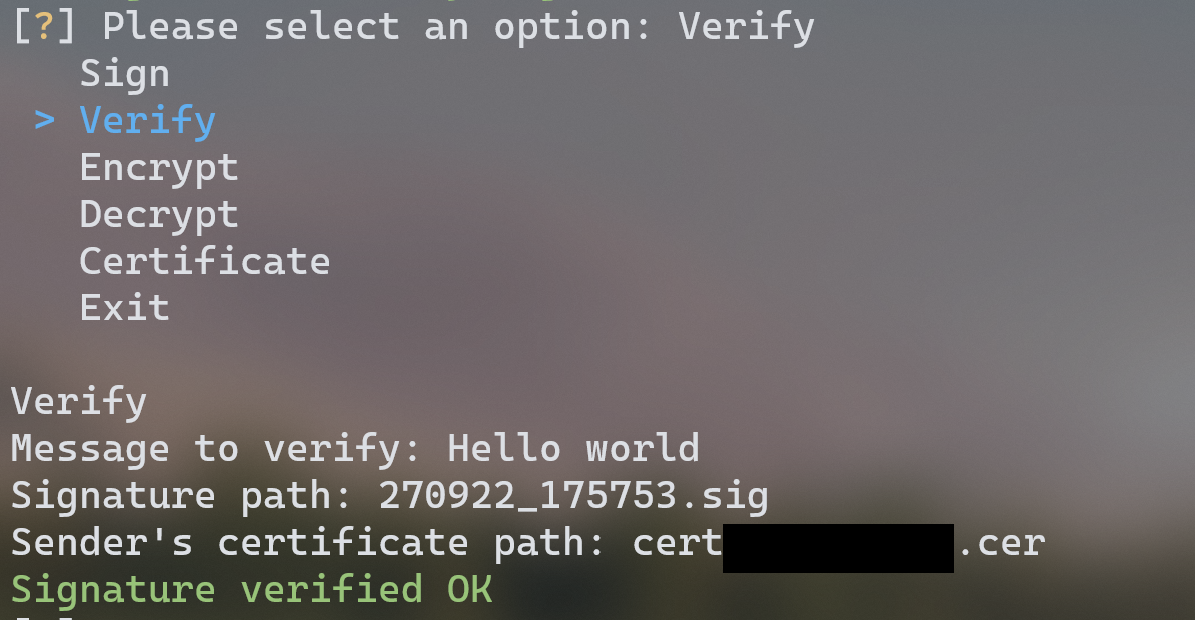 [?] Please select an option: Verify
Sign
> Verify
Encrypt
Decrypt
Certificate
Exit
Verify
Message to verify: Hello world
Signature path: 270922_175753.sig
Sender's certificate path: cert .cer
Signature verified OK